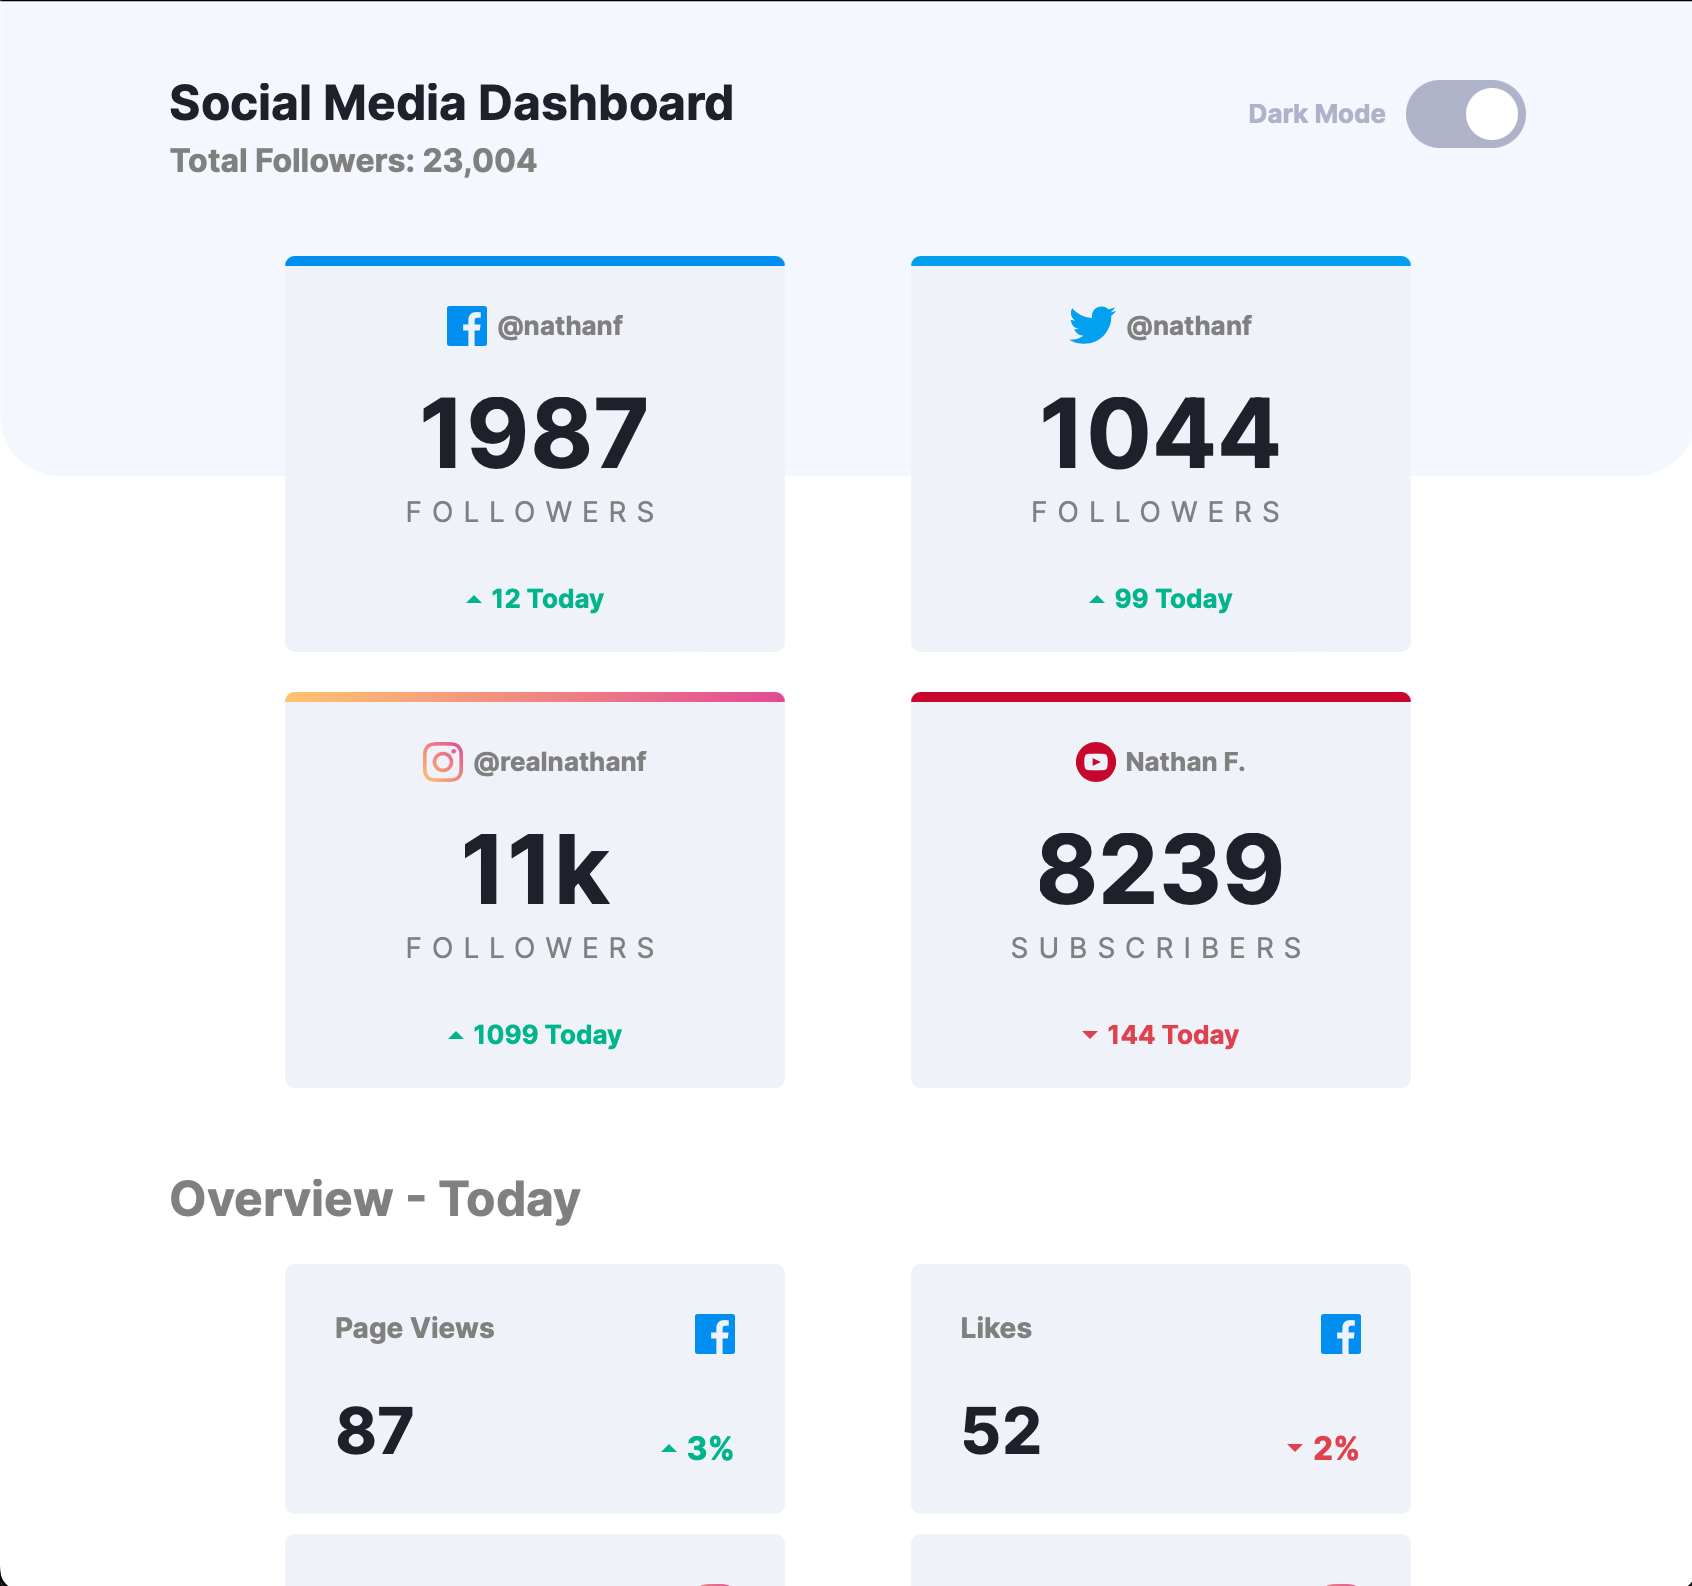 Social Media Dashboard
Dark Mode
Total Followers: 23,004
@nathanf
1987
FOLLOWERS
12 Today
@nathanf
1044
FOLLOWERS
99 Today
@realnathanf
11k
FOLLOWERS
1099 Today
Nathan F.
8239
SUBSCRIBERS
144 Today
Overview - Today
Page Views
87
3%
Likes
52
2%